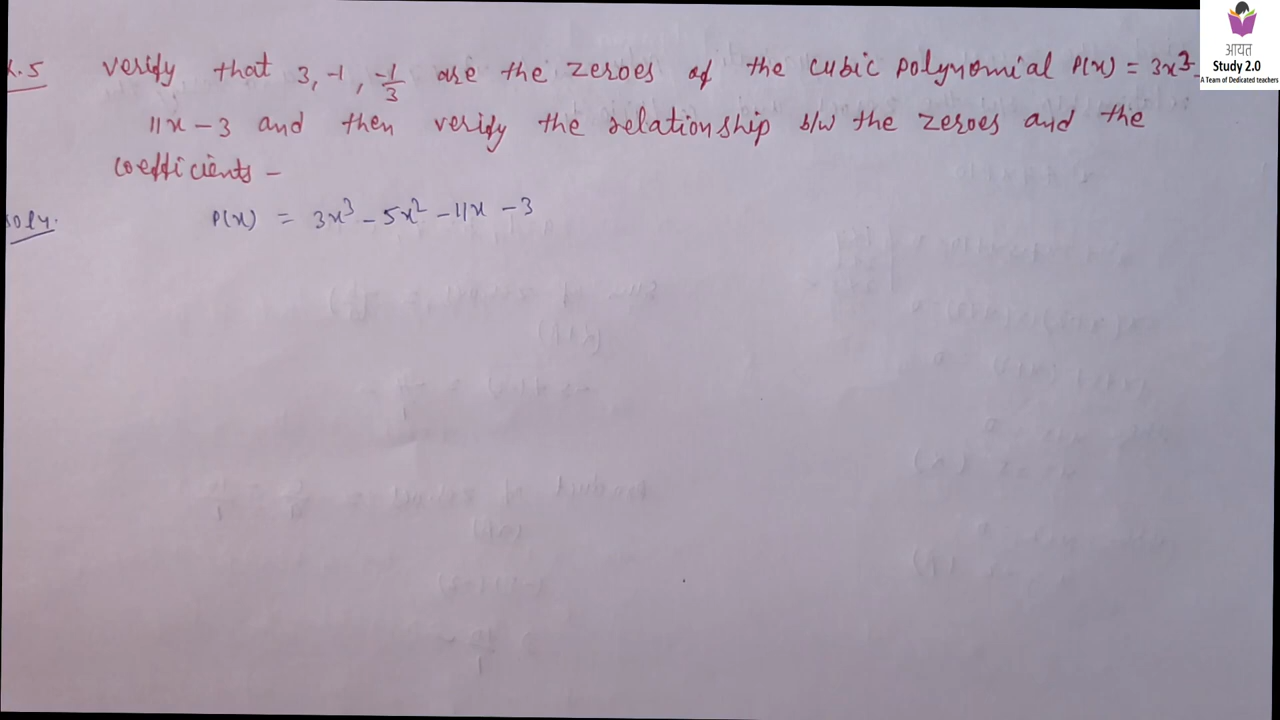 x.5 verify that 3, -1, -1/3 are the zeroes of the cubic polynomial P(x) = 3x³-
11x - 3 and then verify the relationship b/w the zeroes and the
coefficients -
soly. P(x) = 3x³ - 5x² - 11x - 3
आयत
Study 2.0
A Team of Dedicated teachers